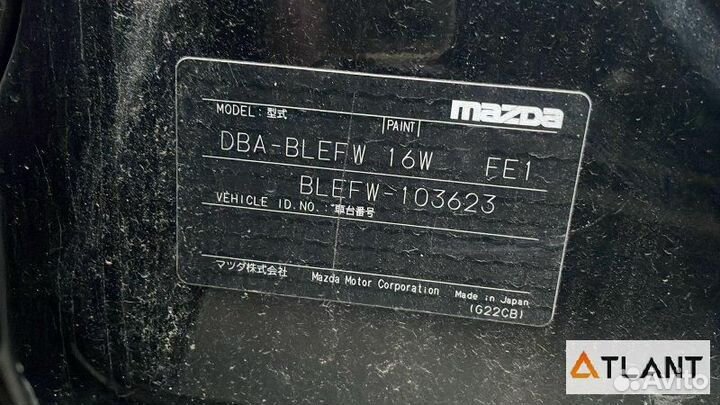 mazda
MODEL:型式
PAINT
DBA-BLEFW 16W FE1
BLEFW-103623
VEHICLE ID.NO.:車台番号
マツダ株式会社 Mazda Motor Corporation Made in Japan
(G22CB)
ATLANT
Avito